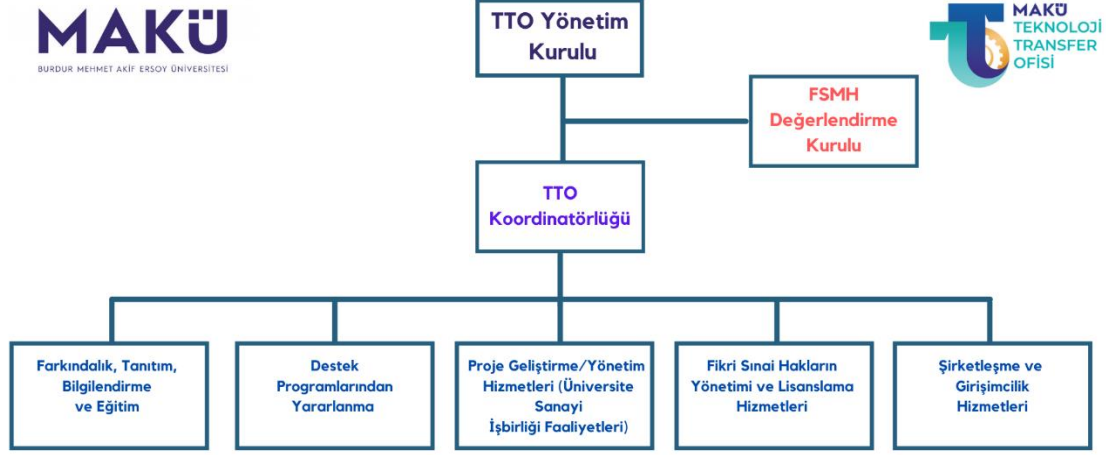 MAKÜ
BURDUR MEHMET AKİF ERSOY ÜNİVERSİTESİ
TTO Yönetim
Kurulu
MAKÜ
TEKNOLOJİ
TRANSFER
OFİSİ
FSMH
Değerlendirme
Kurulu
TTO
Koordinatörlüğü
Farkındalık, Tanıtım,
Bilgilendirme
ve Eğitim
Destek
Programlarından
Yararlanma
Proje Geliştirme/Yönetim
Hizmetleri (Üniversite
Sanayi
İşbirliği Faaliyetleri)
Fikri Sınai Hakların
Yönetimi ve Lisanslama
Hizmetleri
Şirketleşme ve
Girişimcilik
Hizmetleri